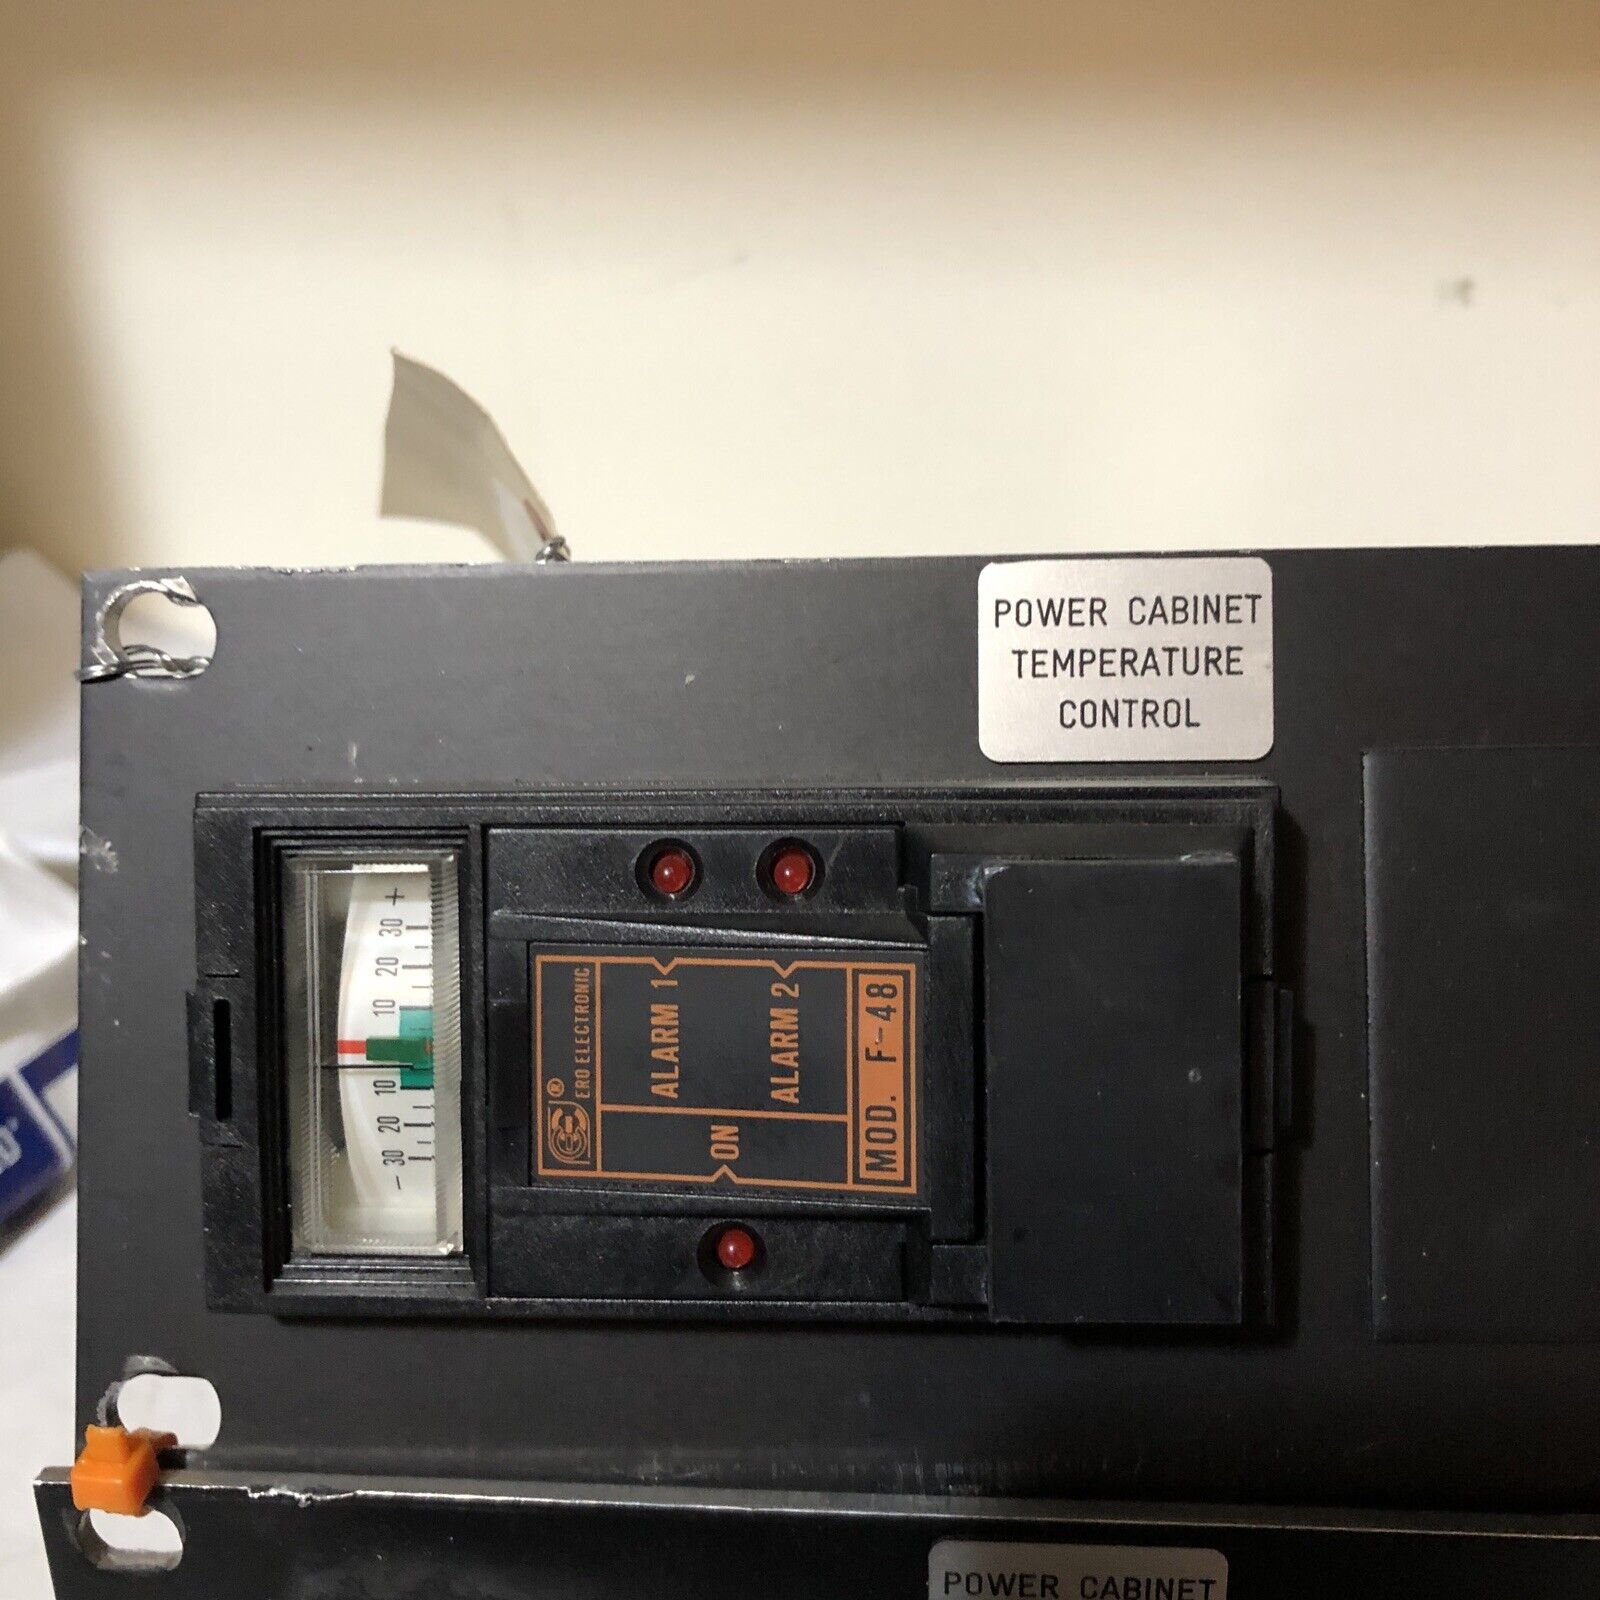 POWER CABINET
TEMPERATURE
CONTROL
- 30 20 10 10 20 30 +
® ERO ELECTRONIC
ALARM 1
ON
ALARM 2
MOD. F-48
POWER CABINET